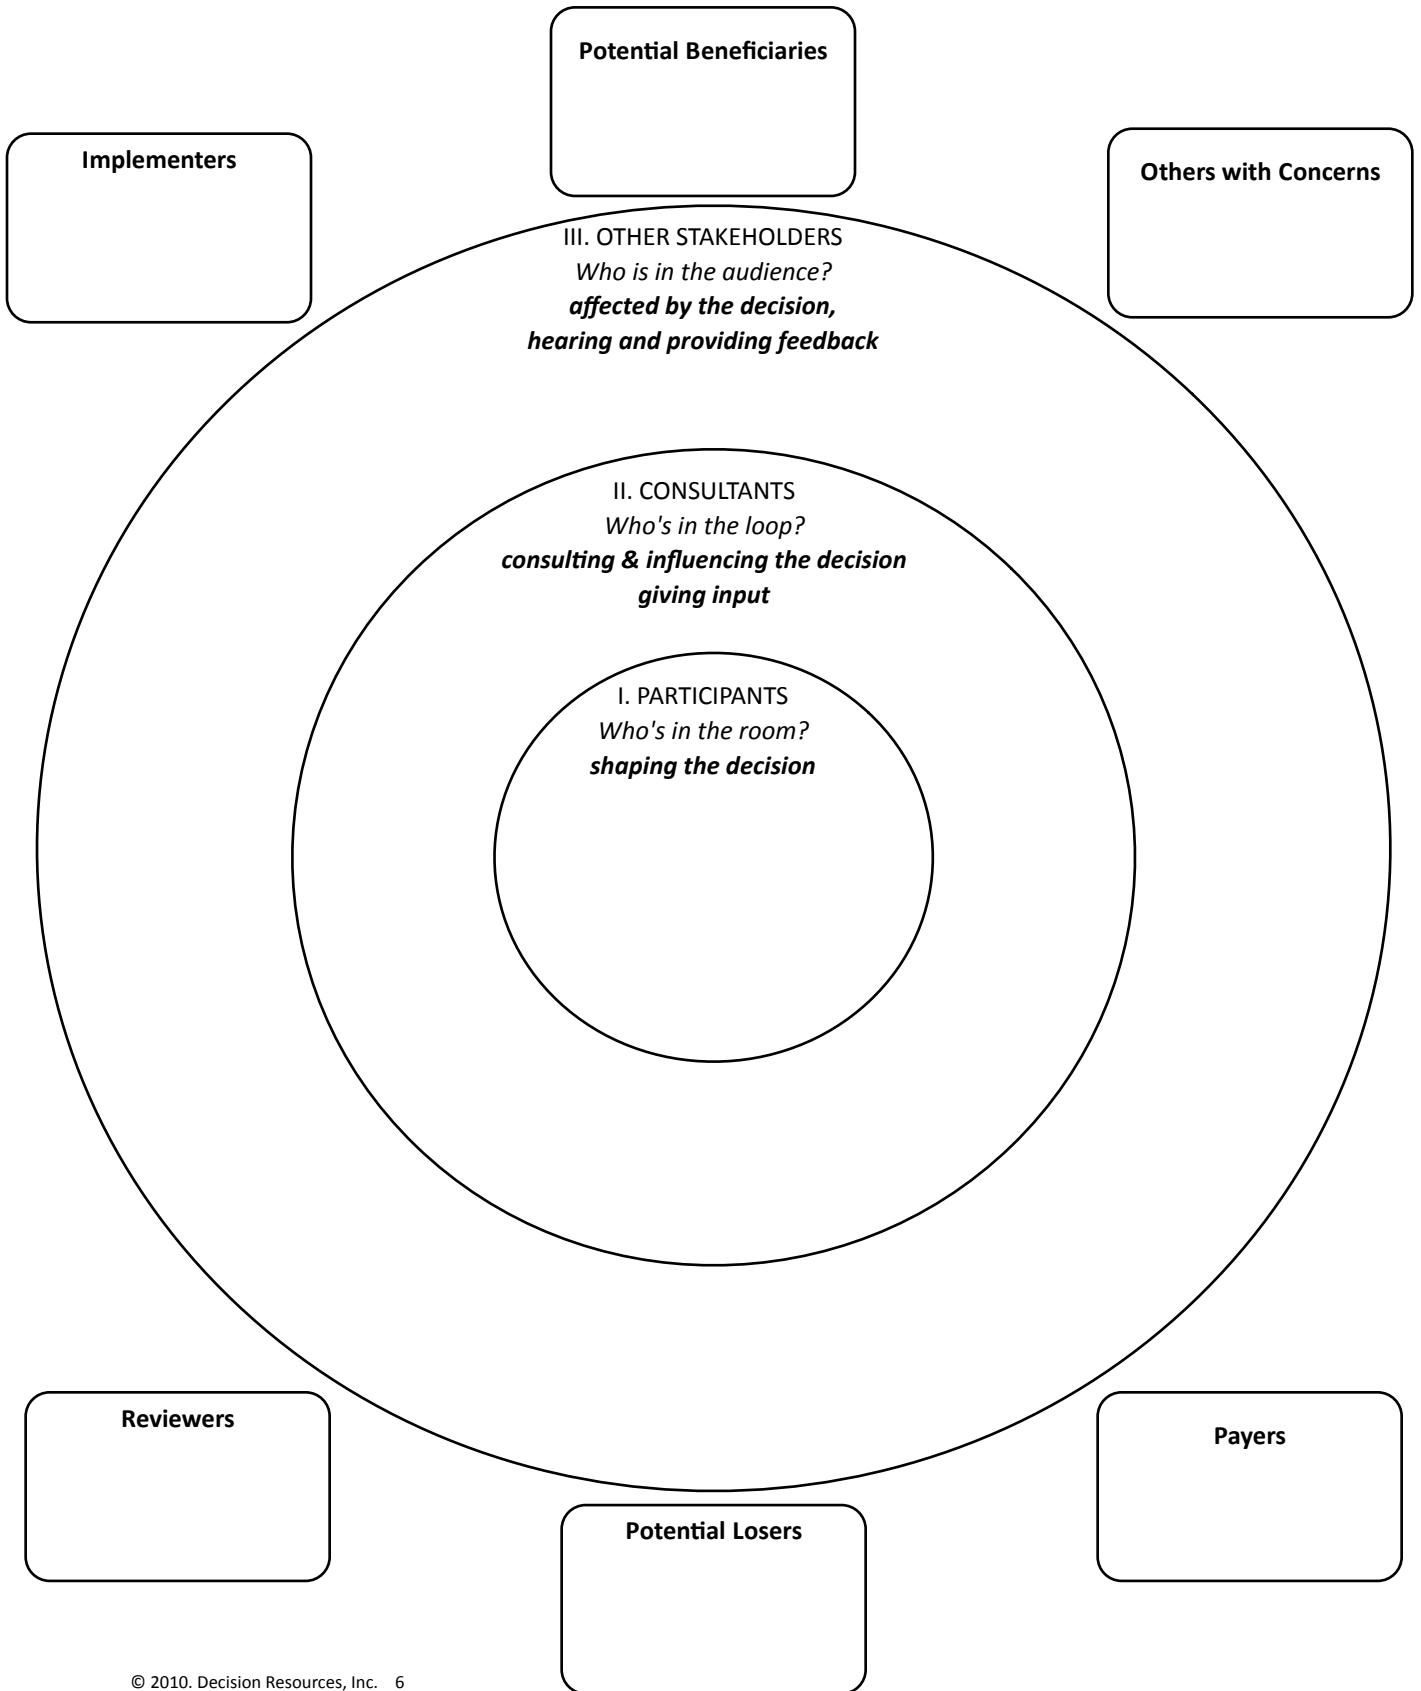 Potential Beneficiaries
Implementers
Others with Concerns
III. OTHER STAKEHOLDERS
Who is in the audience?
affected by the decision,
hearing and providing feedback
II. CONSULTANTS
Who's in the loop?
consulting & influencing the decision
giving input
I. PARTICIPANTS
Who's in the room?
shaping the decision
Reviewers
Payers
Potential Losers
© 2010. Decision Resources, Inc. 6